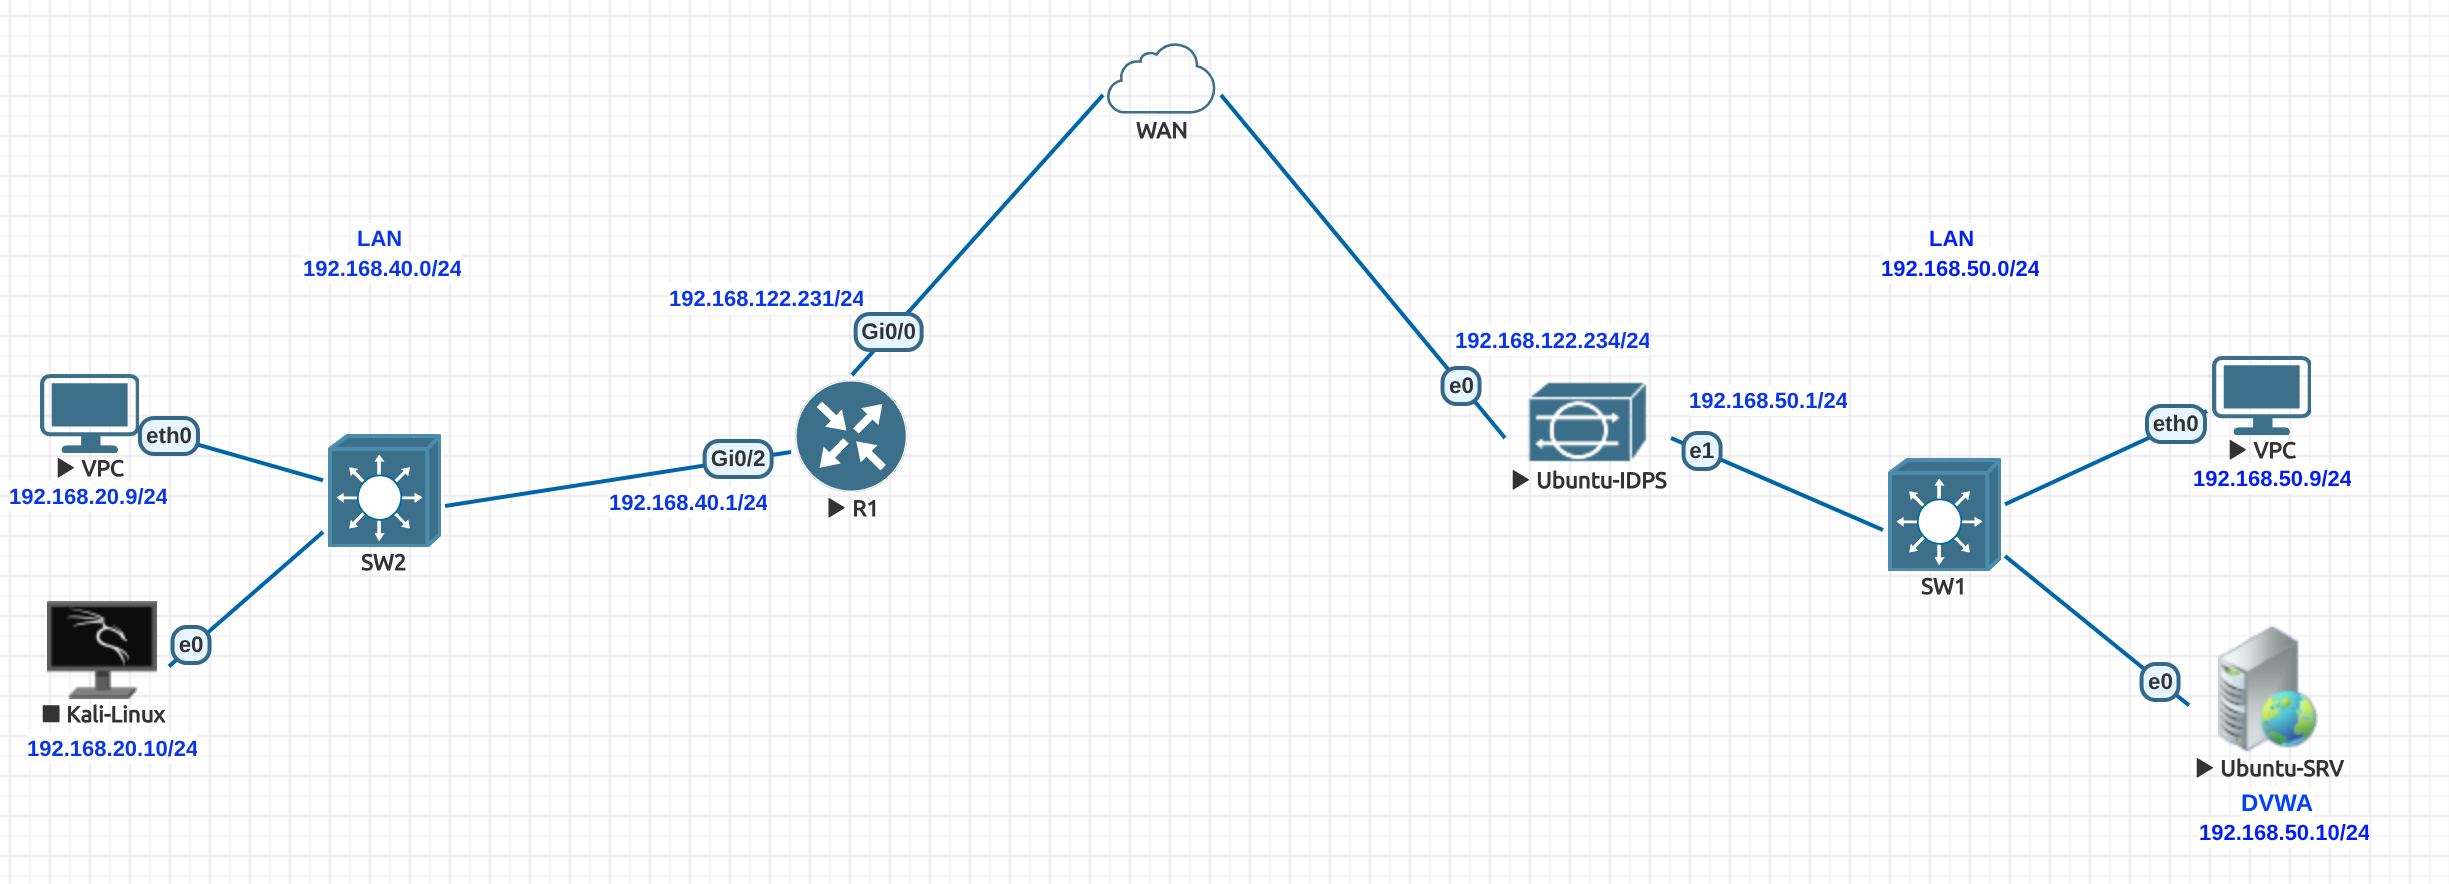 WAN
LAN
192.168.40.0/24
LAN
192.168.50.0/24
192.168.122.231/24
Gi0/0
192.168.122.234/24
e0
192.168.50.1/24
e1
eth0
VPC
192.168.20.9/24
Gi0/2
192.168.40.1/24
R1
Ubuntu-IDPS
eth0
VPC
192.168.50.9/24
SW2
SW1
e0
Kali-Linux
192.168.20.10/24
e0
Ubuntu-SRV
DVWA
192.168.50.10/24